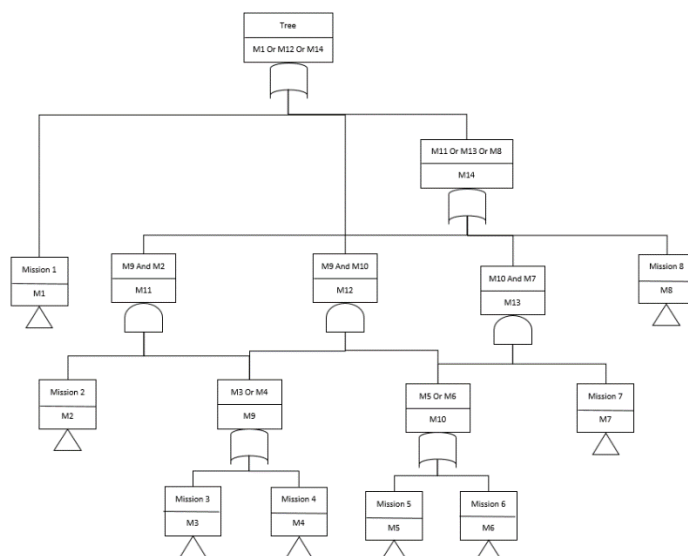 Tree
M1 Or M12 Or M14
M11 Or M13 Or M8
M14
Mission 1
M1
M9 And M2
M11
M9 And M10
M12
M10 And M7
M13
Mission 8
M8
Mission 2
M2
M3 Or M4
M9
M5 Or M6
M10
Mission 7
M7
Mission 3
M3
Mission 4
M4
Mission 5
M5
Mission 6
M6